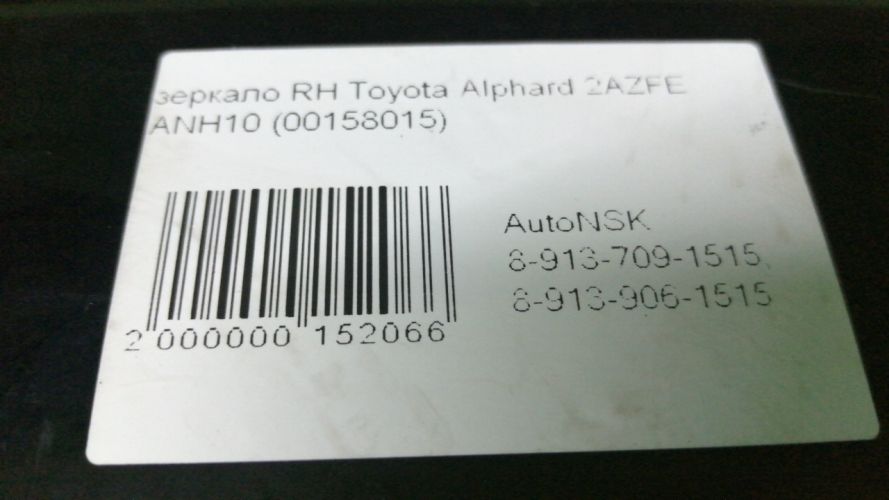 зеркало RH Toyota Alphard 2AZFE
ANH10 (00158015)
AutoNSK
8-913-709-1515,
8-913-906-1515
2 000000 152066